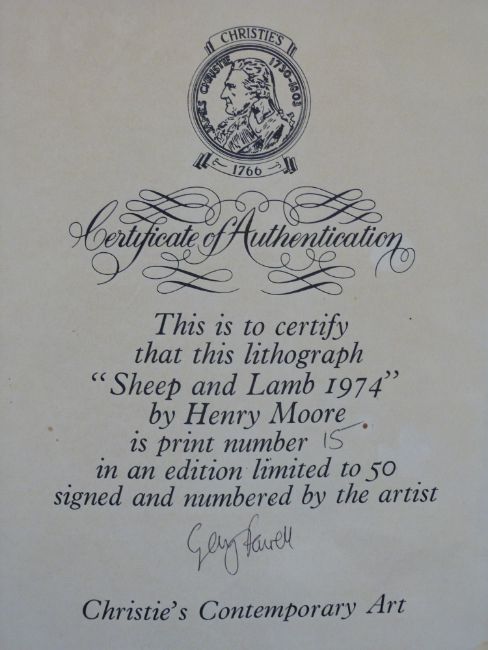 CHRISTIE'S
JAMES CHRISTIE 1730-1803
1766
Certificate of Authentication
This is to certify
that this lithograph
“Sheep and Lamb 1974”
by Henry Moore
is print number 15
in an edition limited to 50
signed and numbered by the artist
Christie's Contemporary Art